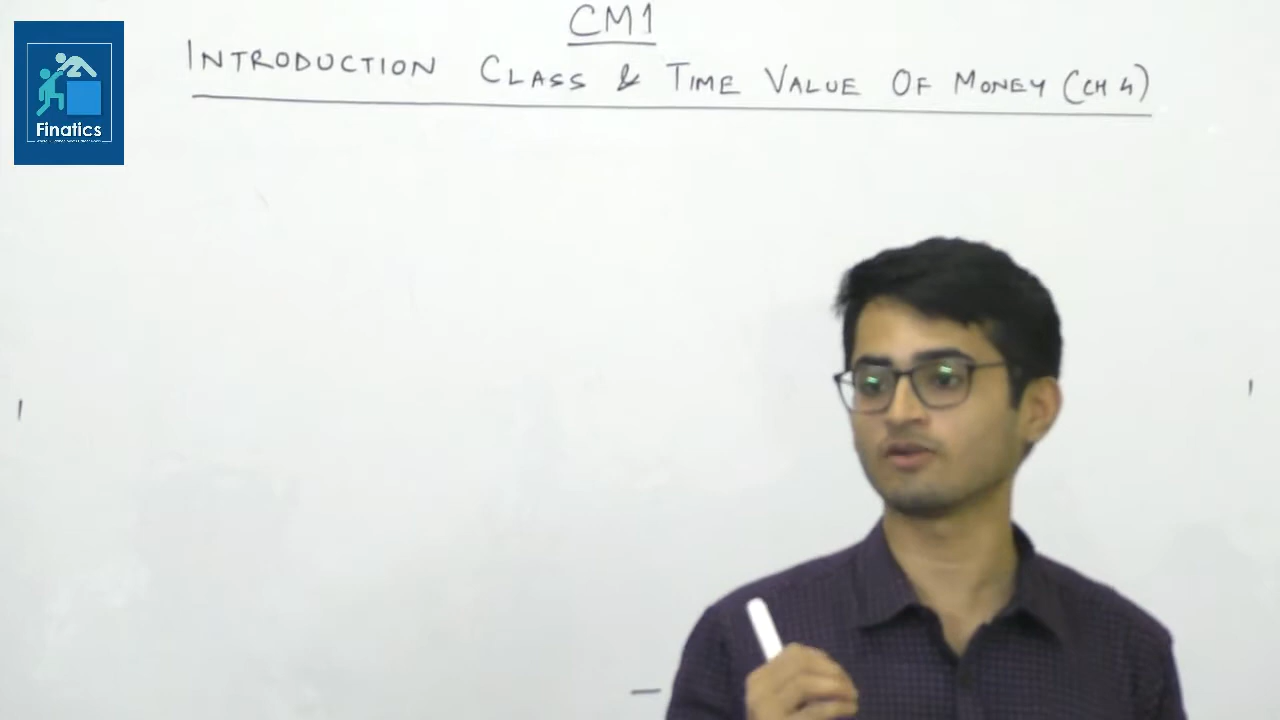 CM1
INTRODUCTION CLASS & TIME VALUE OF MONEY (CH 4)
Finatics